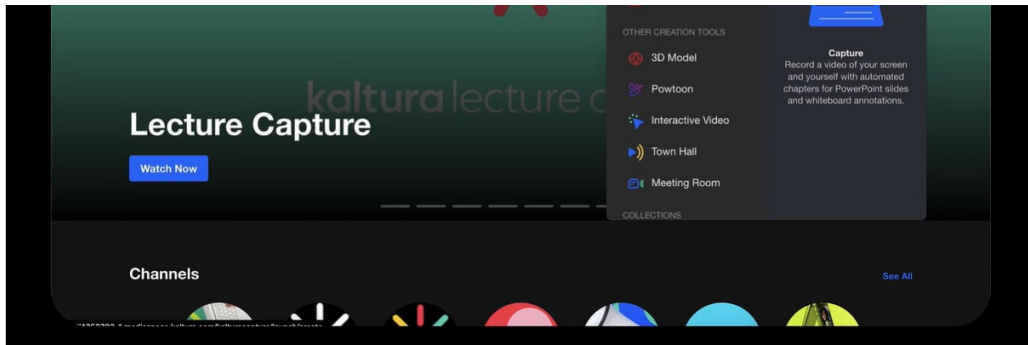 OTHER CREATION TOOLS
3D Model
Powtoon
Interactive Video
Town Hall
Meeting Room
COLLECTIONS
Capture
Record a video of your screen
and yourself with automated
chapters for PowerPoint slides
and whiteboard annotations.
kaltura lecture c
Lecture Capture
Watch Now
Channels
See All